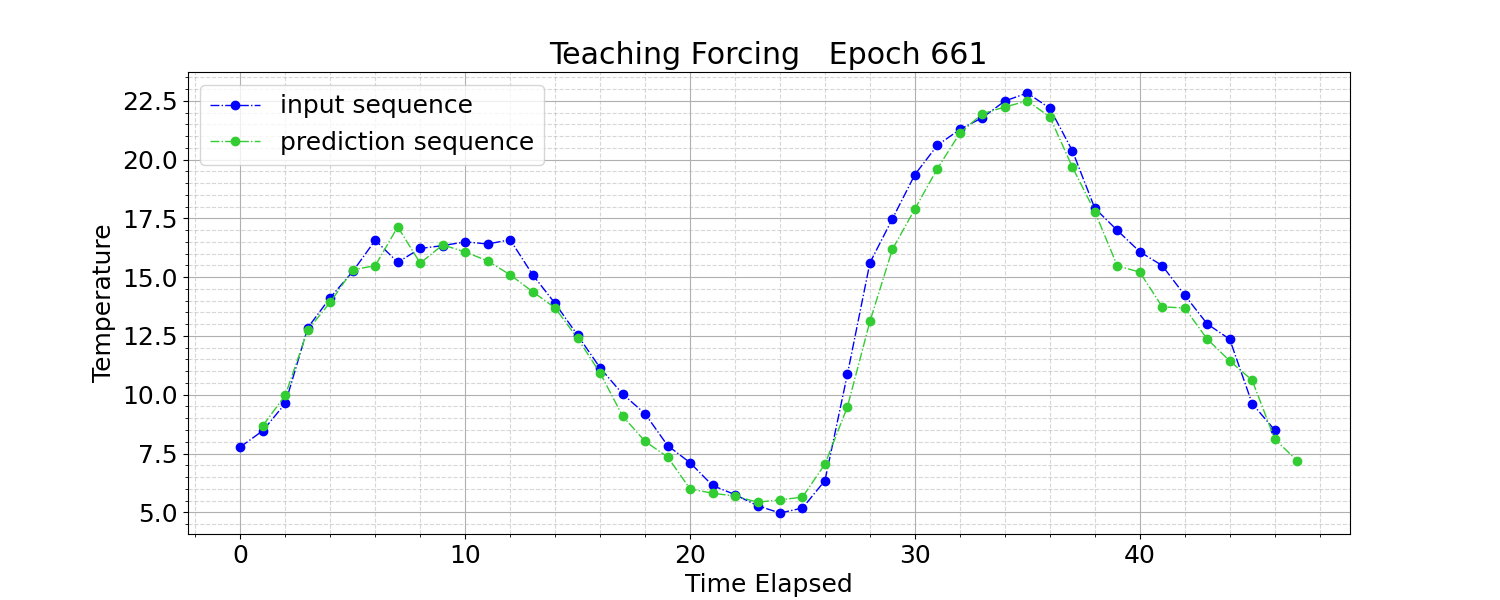 Teaching Forcing   Epoch 661
input sequence
prediction sequence
22.5
20.0
17.5
15.0
12.5
10.0
7.5
5.0
Temperature
0 10 20 30 40
Time Elapsed